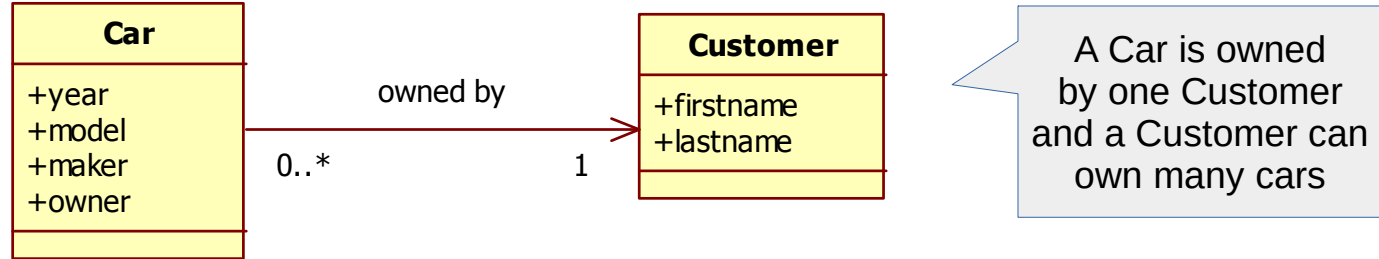 Car
+year
+model
+maker
+owner
owned by
0..*
1
Customer
+firstname
+lastname
A Car is owned
by one Customer
and a Customer can
own many cars